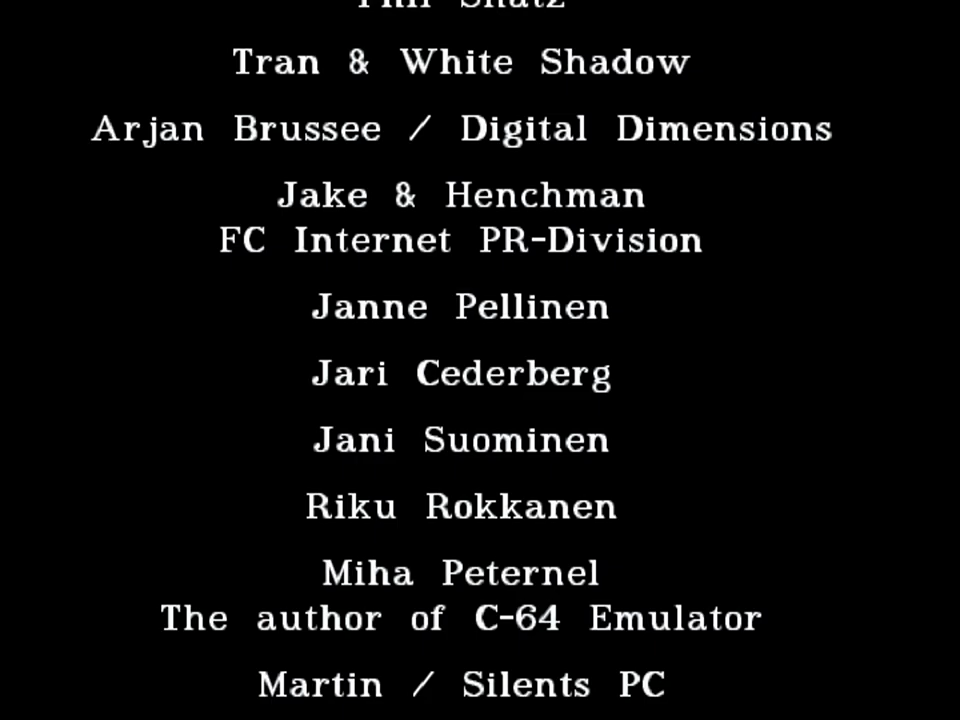 Tran & White Shadow
Arjan Brussee / Digital Dimensions
Jake & Henchman
FC Internet PR-Division
Janne Pellinen
Jari Cederberg
Jani Suominen
Riku Rokkanen
Miha Peternel
The author of C-64 Emulator
Martin / Silents PC